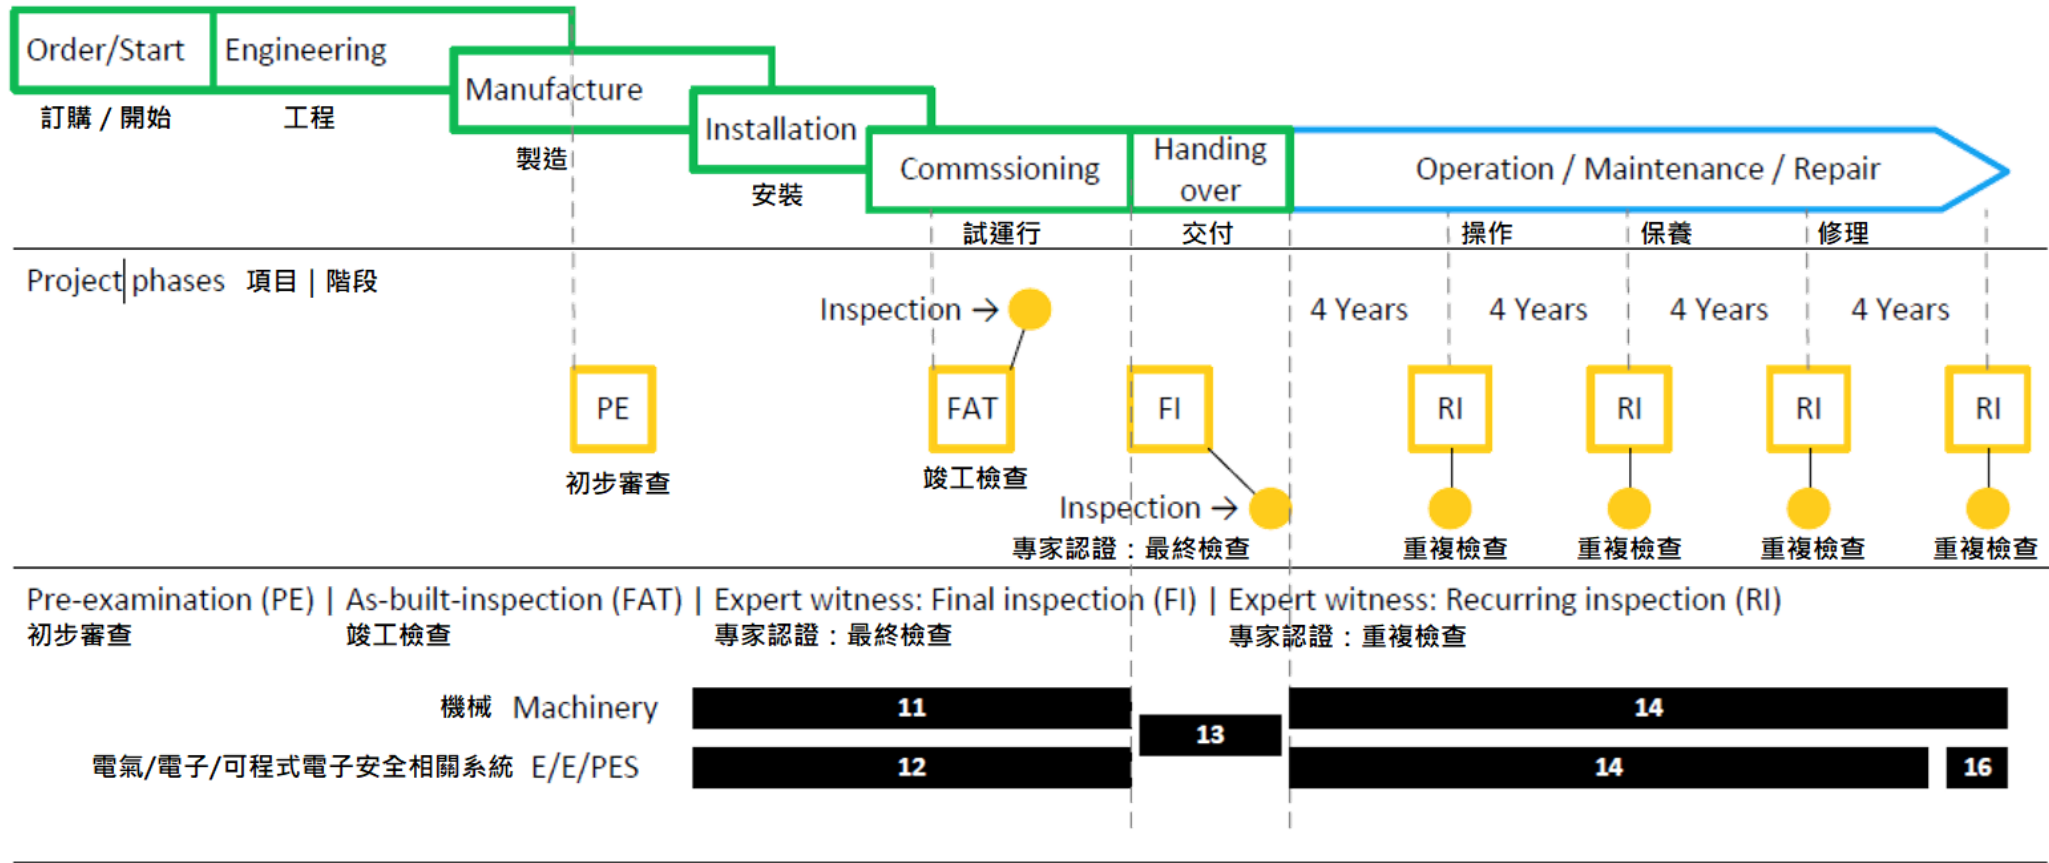 Order/Start
Engineering
訂購 / 開始
工程
Manufacture
製造
Installation
安裝
Commssioning
試運行
Handing
over
交付
Operation / Maintenance / Repair
操作
保養
修理
Project phases 項目 | 階段
Inspection →
4 Years
4 Years
4 Years
4 Years
PE
FAT
FI
RI
RI
RI
RI
初步審查
竣工檢查
Inspection →
專家認證：最終檢查
重複檢查
重複檢查
重複檢查
重複檢查
Pre-examination (PE) | As-built-inspection (FAT) | Expert witness: Final inspection (FI) | Expert witness: Recurring inspection (RI)
初步審查
竣工檢查
專家認證：最終檢查
專家認證：重複檢查
機械 Machinery
11
14
13
電氣/電子/可程式電子安全相關系統 E/E/PES
12
14
16